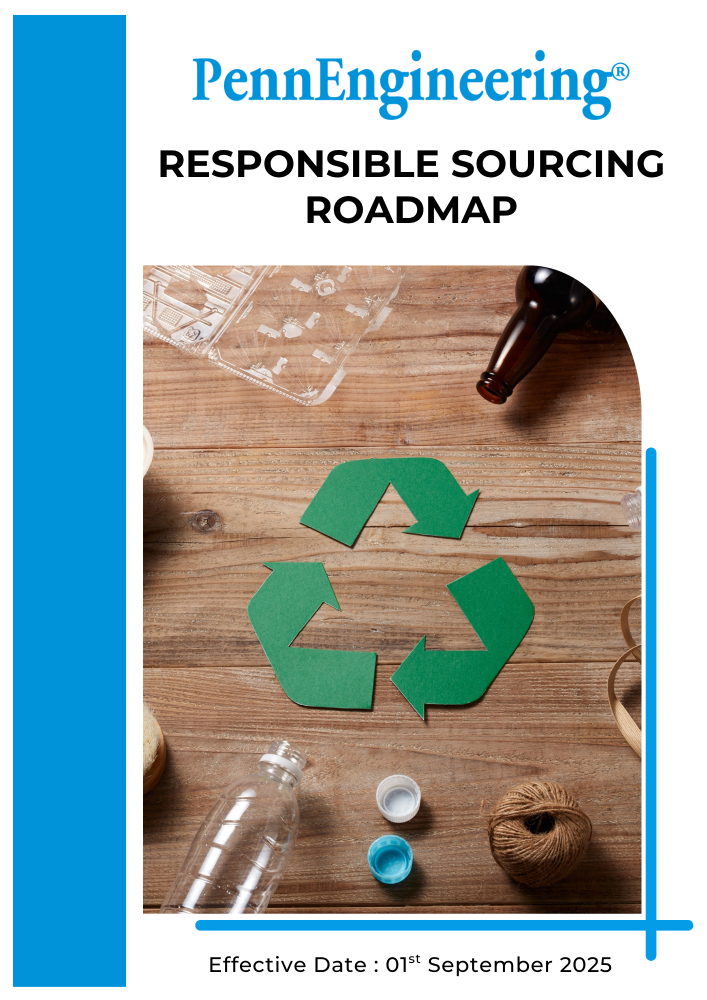 PennEngineering®
RESPONSIBLE SOURCING
ROADMAP
Effective Date : 01st September 2025